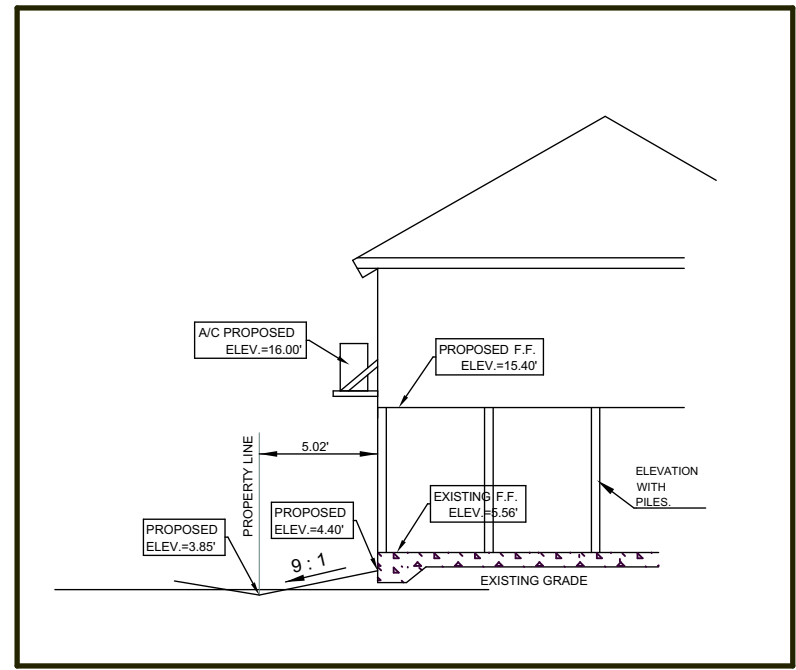 A/C PROPOSED
ELEV.=16.00'
PROPOSED F.F.
ELEV.=15.40'
PROPERTY LINE
5.02'
ELEVATION
WITH
PILES.
EXISTING F.F.
ELEV.=5.56'
PROPOSED
ELEV.=4.40'
PROPOSED
ELEV.=3.85'
9 : 1
EXISTING GRADE